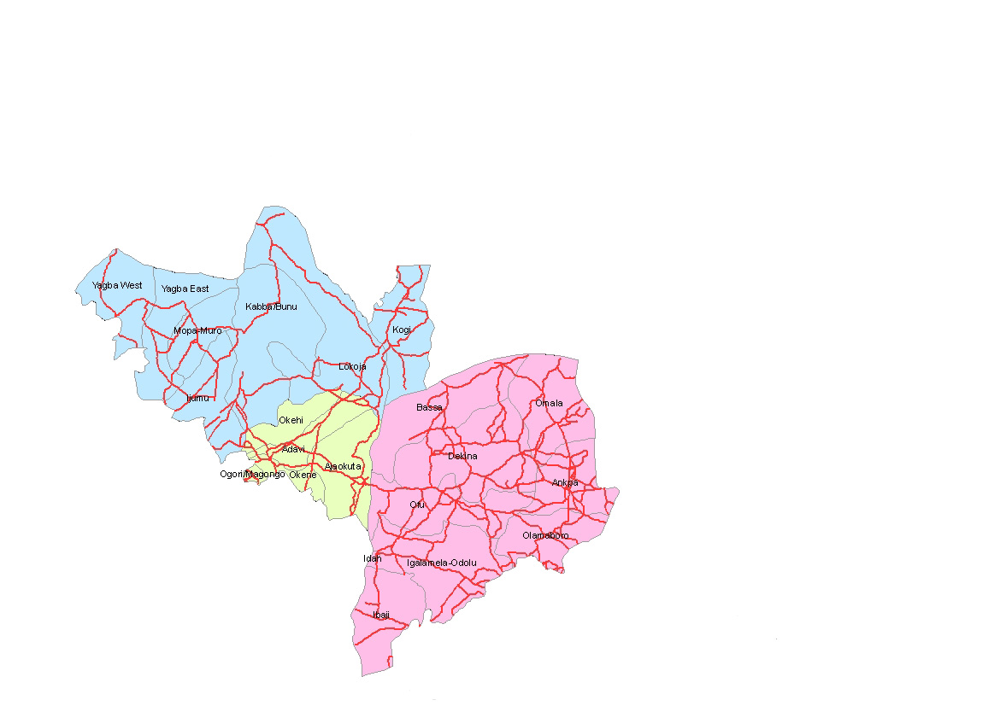 Yagba West
Yagba East
Kabba/Bunu
Mopa-Muro
Kogi
Lokoja
Ijumu
Bassa
Omala
Okehi
Adavi
Dekina
Ajaokuta
Ogori/Magongo
Okene
Ankpa
Ofu
Olamaboro
Idah
Igalamela-Odolu
Ibaji